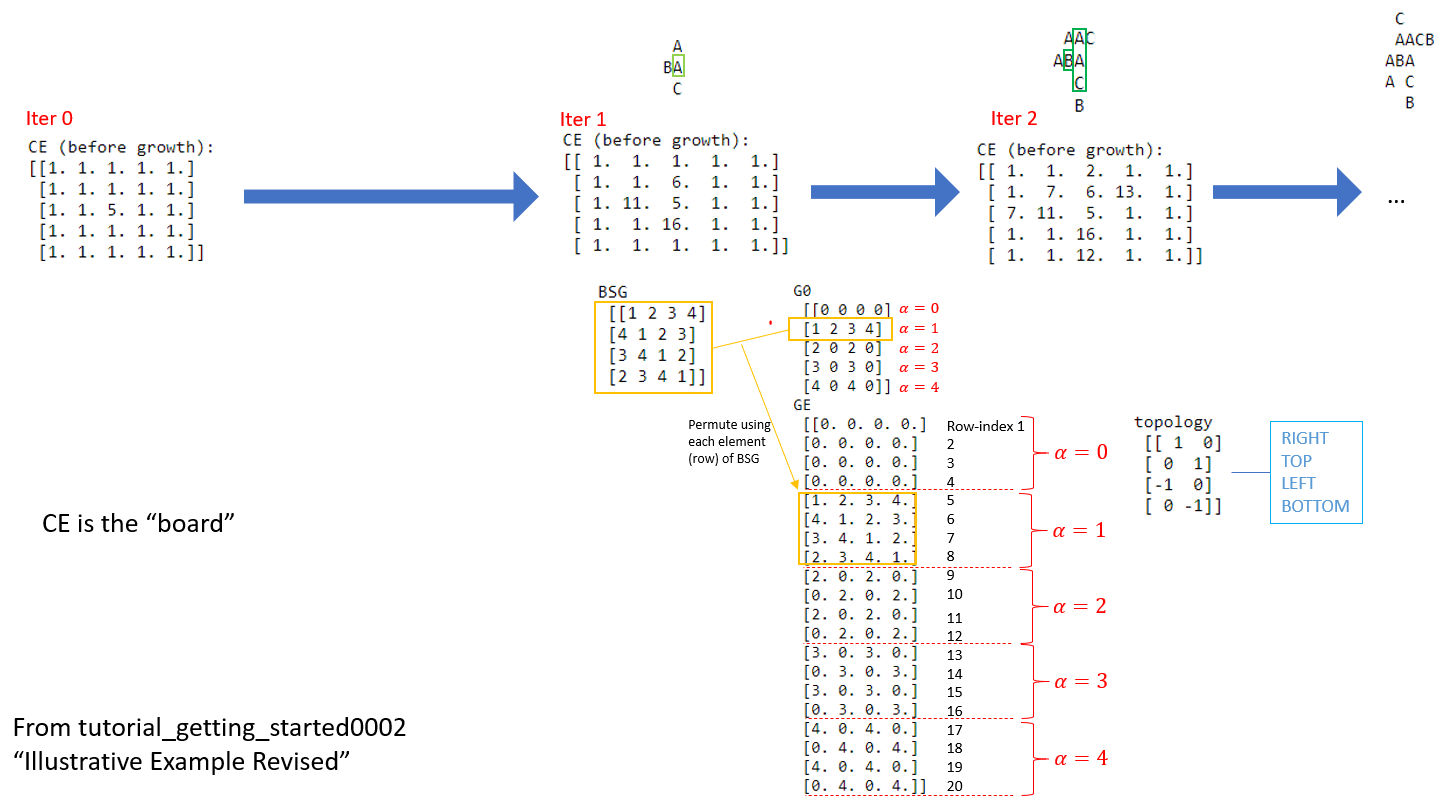 A
BA
C
AAC
ABA
C
B
C
AACB
ABA
A C
B
Iter 0
CE (before growth):
[[1. 1. 1. 1. 1.]
[1. 1. 1. 1. 1.]
[1. 1. 5. 1. 1.]
[1. 1. 1. 1. 1.]
[1. 1. 1. 1. 1.]]
Iter 1
CE (before growth):
[[ 1. 1. 1. 1. 1.]
[ 1. 1. 6. 1. 1.]
[ 1. 11. 5. 1. 1.]
[ 1. 1. 16. 1. 1.]
[ 1. 1. 1. 1. 1.]]
Iter 2
CE (before growth):
[[ 1. 1. 2. 1. 1.]
[ 1. 7. 6. 13. 1.]
[ 7. 11. 5. 1. 1.]
[ 1. 1. 16. 1. 1.]
[ 1. 1. 12. 1. 1.]]
...
BSG
[[1 2 3 4]
[4 1 2 3]
[3 4 1 2]
[2 3 4 1]]
G0
[[0 0 0 0] α = 0
[1 2 3 4] α = 1
[2 0 2 0] α = 2
[3 0 3 0] α = 3
[4 0 4 0]] α = 4
Permute using
each element
(row) of BSG
GE
[[0. 0. 0. 0.] Row-index 1
[0. 0. 0. 0.] 2
[0. 0. 0. 0.] 3
[0. 0. 0. 0.] 4
α = 0
[1. 2. 3. 4.] 5
[4. 1. 2. 3.] 6
[3. 4. 1. 2.] 7
[2. 3. 4. 1.] 8
α = 1
[2. 0. 2. 0.] 9
[0. 2. 0. 2.] 10
[2. 0. 2. 0.] 11
[0. 2. 0. 2.] 12
α = 2
[3. 0. 3. 0.] 13
[0. 3. 0. 3.] 14
[3. 0. 3. 0.] 15
[0. 3. 0. 3.] 16
α = 3
[4. 0. 4. 0.] 17
[0. 4. 0. 4.] 18
[4. 0. 4. 0.] 19
[0. 4. 0. 4.]] 20
α = 4
topology
[[ 1 0]
[ 0 1]
[-1 0]
[ 0 -1]]
RIGHT
TOP
LEFT
BOTTOM
CE is the “board”
From tutorial_getting_started0002
“Illustrative Example Revised”